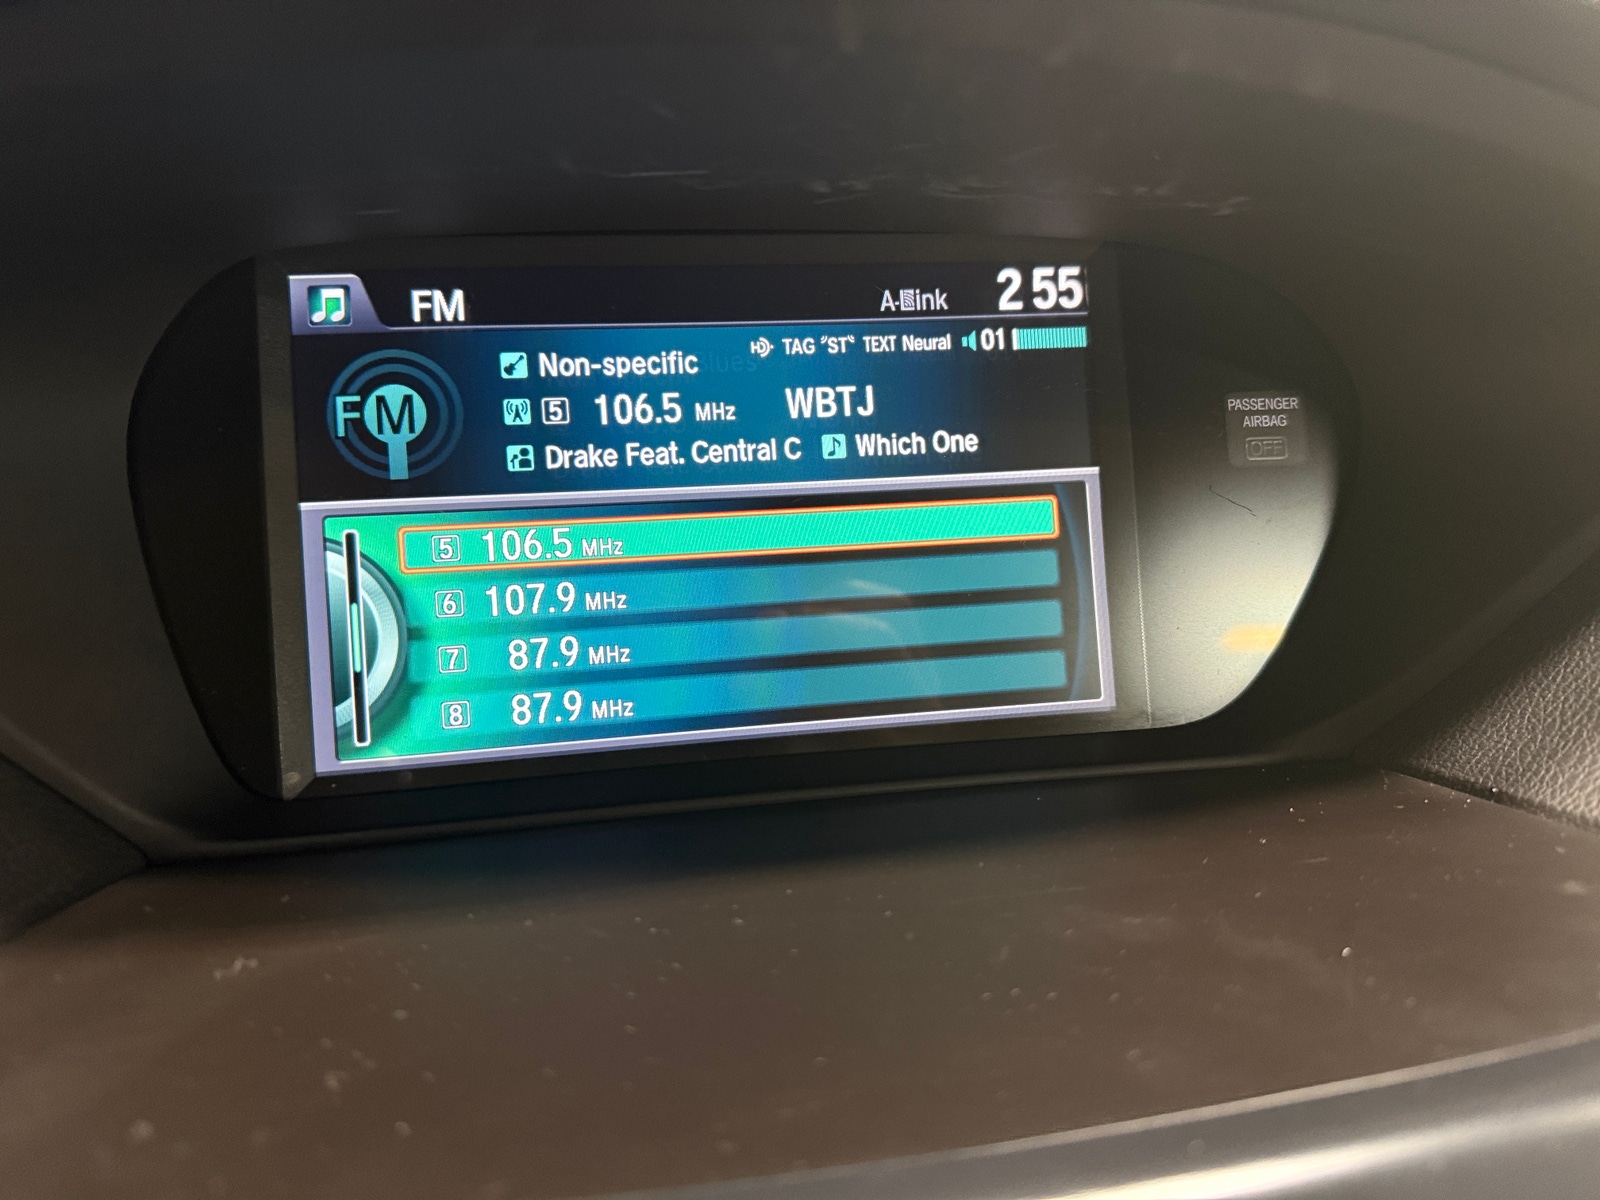 FM A-Link 2 55
HD TAG "ST" TEXT Neural 01
Non-specific
FM
5 106.5 MHz WBTJ
Drake Feat. Central C Which One
5 106.5 MHz
6 107.9 MHz
7 87.9 MHz
8 87.9 MHz
PASSENGER
AIRBAG
OFF